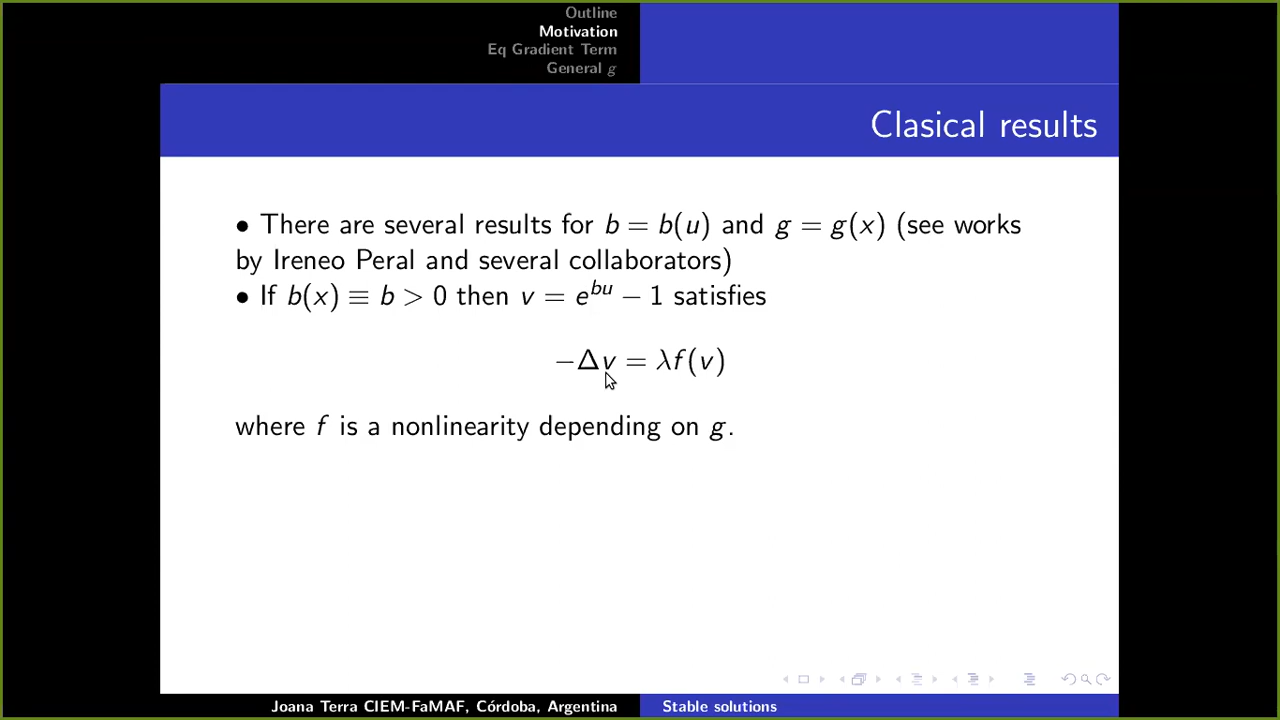 Outline
Motivation
Eq Gradient Term
General g
Clasical results
• There are several results for b = b(u) and g = g(x) (see works
by Ireneo Peral and several collaborators)
• If b(x) ≡ b > 0 then v = e^{bu} − 1 satisfies
−Δv = λf(v)
where f is a nonlinearity depending on g.
Joana Terra CIEM-FaMAF, Córdoba, Argentina
Stable solutions